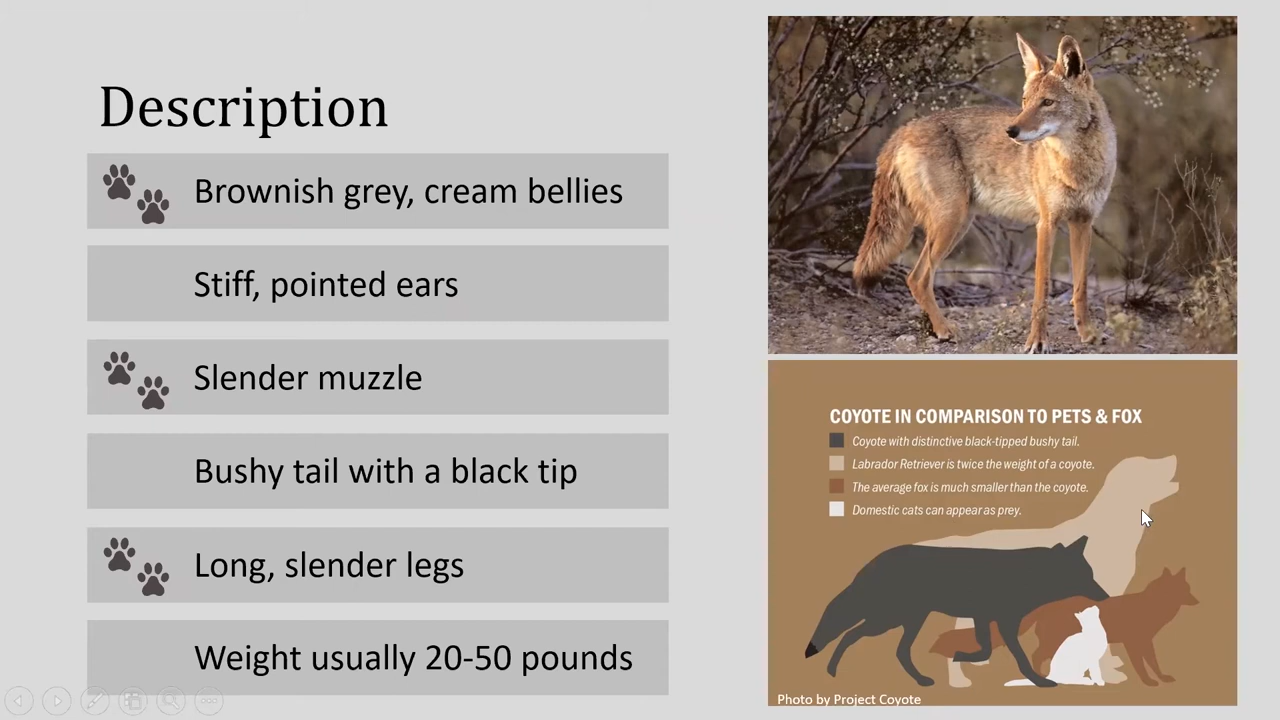 Description
Brownish grey, cream bellies
Stiff, pointed ears
Slender muzzle
Bushy tail with a black tip
Long, slender legs
Weight usually 20-50 pounds
COYOTE IN COMPARISON TO PETS & FOX
Coyote with distinctive black-tipped bushy tail.
Labrador Retriever is twice the weight of a coyote.
The average fox is much smaller than the coyote.
Domestic cats can appear as prey.
Photo by Project Coyote